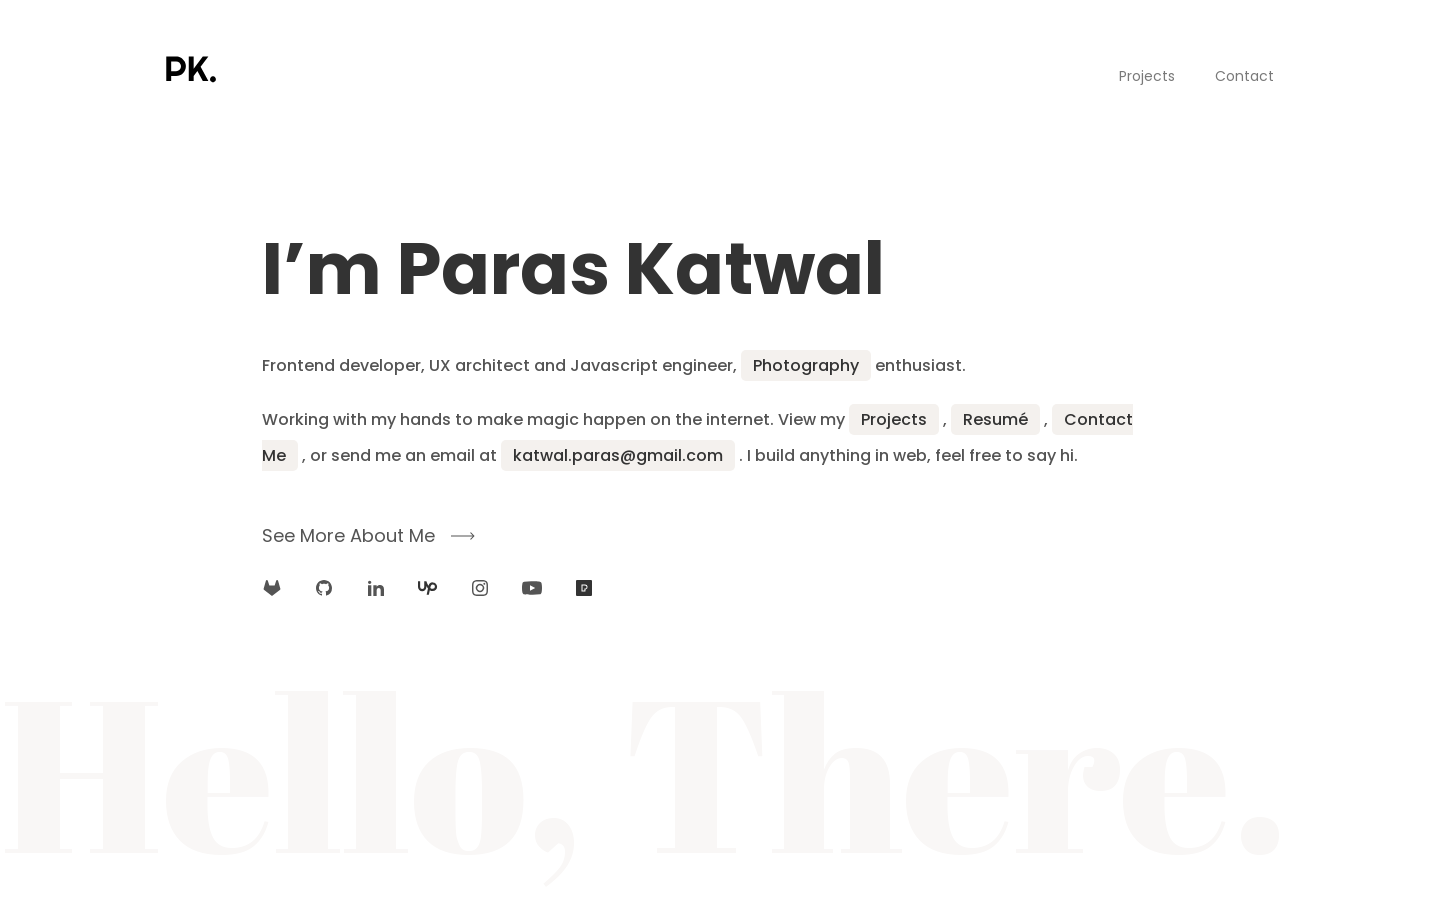 PK.
Projects Contact
I’m Paras Katwal
Frontend developer, UX architect and Javascript engineer, Photography enthusiast.
Working with my hands to make magic happen on the internet. View my Projects , Resumé , Contact
Me , or send me an email at katwal.paras@gmail.com . I build anything in web, feel free to say hi.
See More About Me
Hello, There.